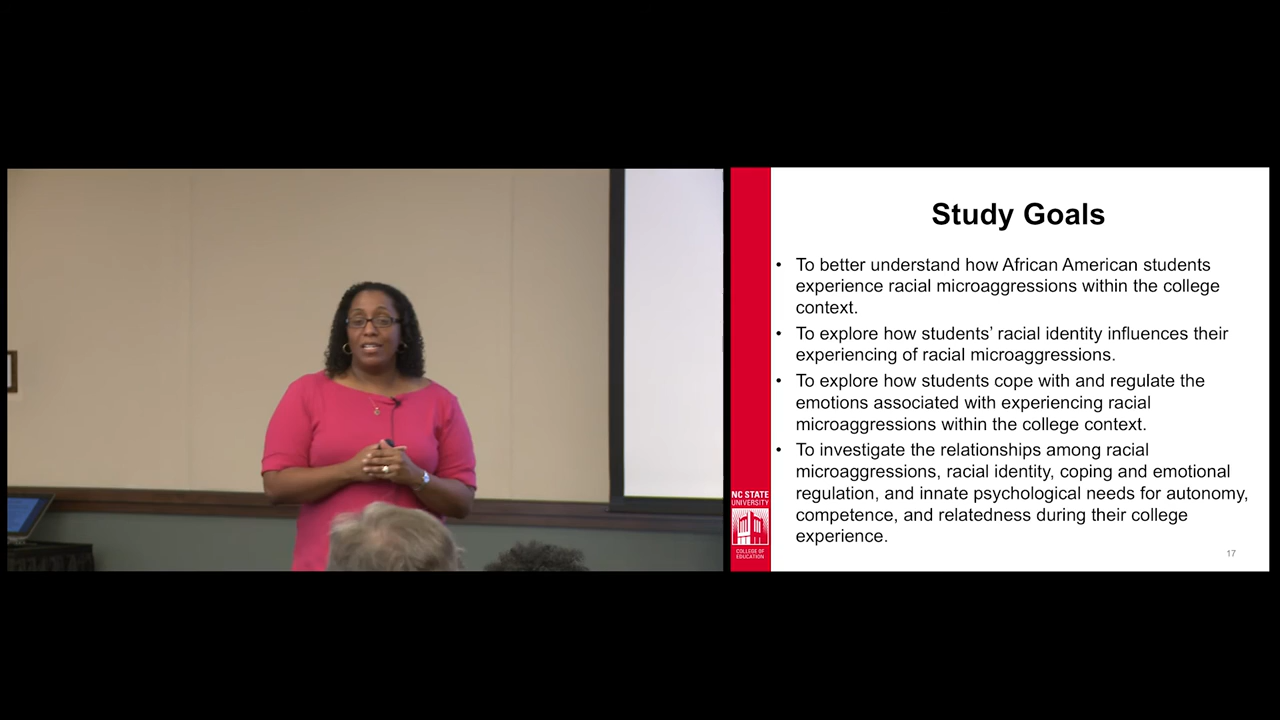 Study Goals
• To better understand how African American students
experience racial microaggressions within the college
context.
• To explore how students’ racial identity influences their
experiencing of racial microaggressions.
• To explore how students cope with and regulate the
emotions associated with experiencing racial
microaggressions within the college context.
• To investigate the relationships among racial
microaggressions, racial identity, coping and emotional
regulation, and innate psychological needs for autonomy,
competence, and relatedness during their college
experience.
NC STATE
UNIVERSITY
COLLEGE OF
EDUCATION
17